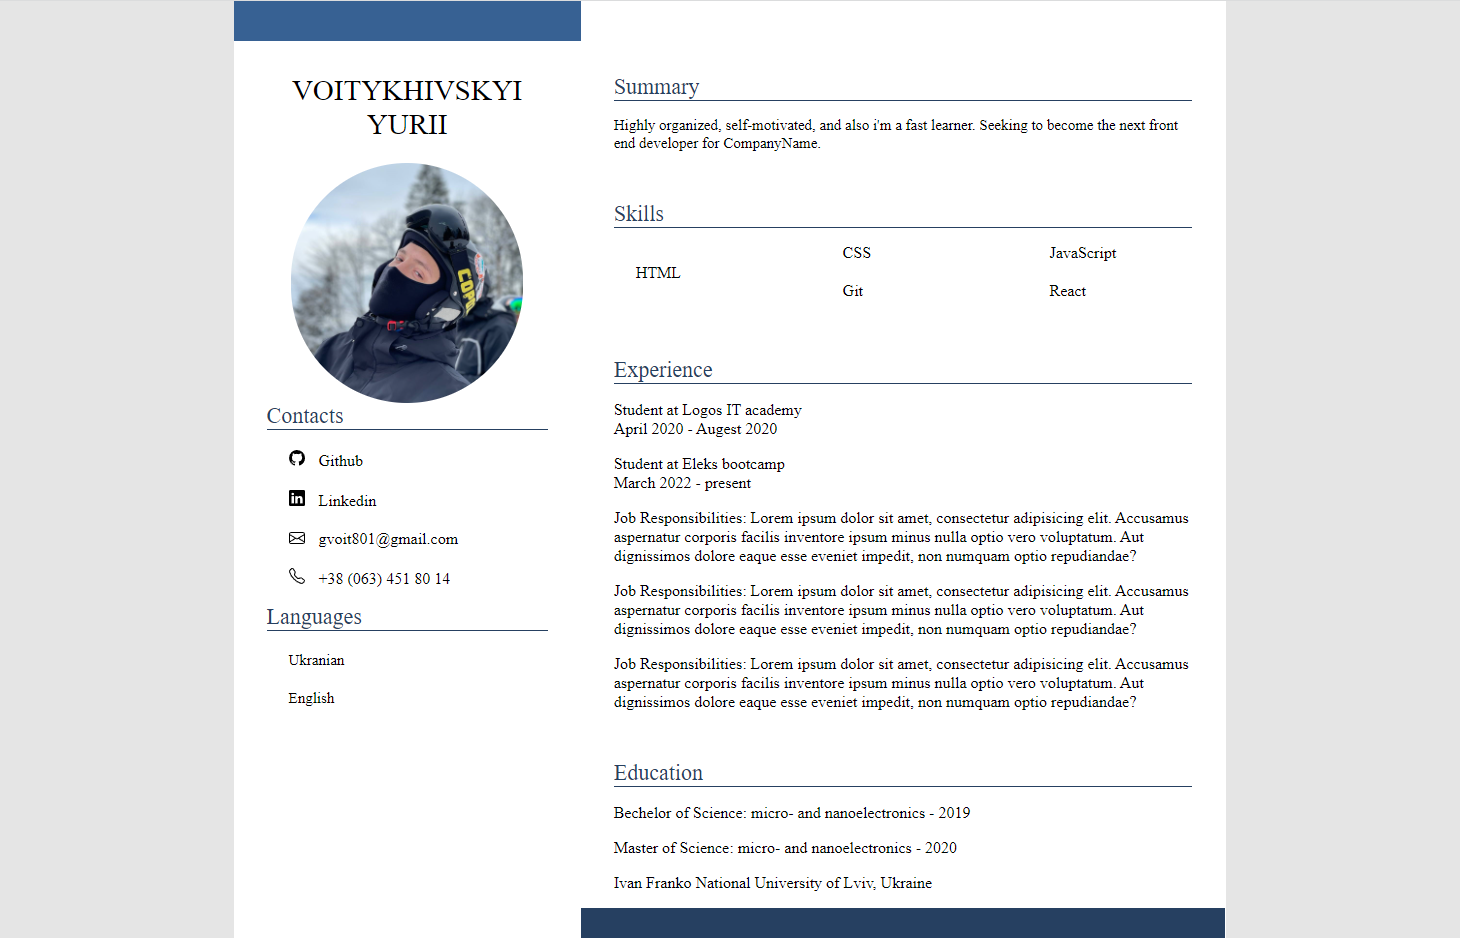 VOITYKHIVSKYI
YURII
COPO
Contacts
Github
Linkedin
gvoit801@gmail.com
+38 (063) 451 80 14
Languages
Ukranian
English
Summary
Highly organized, self-motivated, and also i'm a fast learner. Seeking to become the next front
end developer for CompanyName.
Skills
HTML
CSS
JavaScript
Git
React
Experience
Student at Logos IT academy
April 2020 - Augest 2020
Student at Eleks bootcamp
March 2022 - present
Job Responsibilities: Lorem ipsum dolor sit amet, consectetur adipisicing elit. Accusamus
aspernatur corporis facilis inventore ipsum minus nulla optio vero voluptatum. Aut
dignissimos dolore eaque esse eveniet impedit, non numquam optio repudiandae?
Job Responsibilities: Lorem ipsum dolor sit amet, consectetur adipisicing elit. Accusamus
aspernatur corporis facilis inventore ipsum minus nulla optio vero voluptatum. Aut
dignissimos dolore eaque esse eveniet impedit, non numquam optio repudiandae?
Job Responsibilities: Lorem ipsum dolor sit amet, consectetur adipisicing elit. Accusamus
aspernatur corporis facilis inventore ipsum minus nulla optio vero voluptatum. Aut
dignissimos dolore eaque esse eveniet impedit, non numquam optio repudiandae?
Education
Bechelor of Science: micro- and nanoelectronics - 2019
Master of Science: micro- and nanoelectronics - 2020
Ivan Franko National University of Lviv, Ukraine